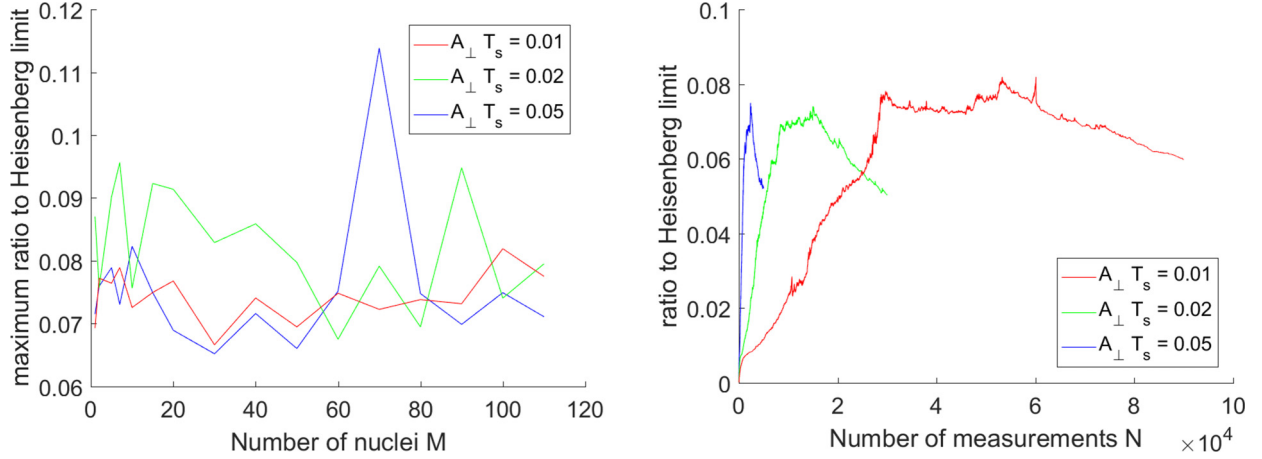 maximum ratio to Heisenberg limit
0.12
0.11
0.1
0.09
0.08
0.07
0.06
0
20
40
60
80
100
120
Number of nuclei M
A⊥ Ts = 0.01
A⊥ Ts = 0.02
A⊥ Ts = 0.05
ratio to Heisenberg limit
0.1
0.08
0.06
0.04
0.02
0
0
2
4
6
8
10
×10⁴
Number of measurements N
A⊥ Ts = 0.01
A⊥ Ts = 0.02
A⊥ Ts = 0.05